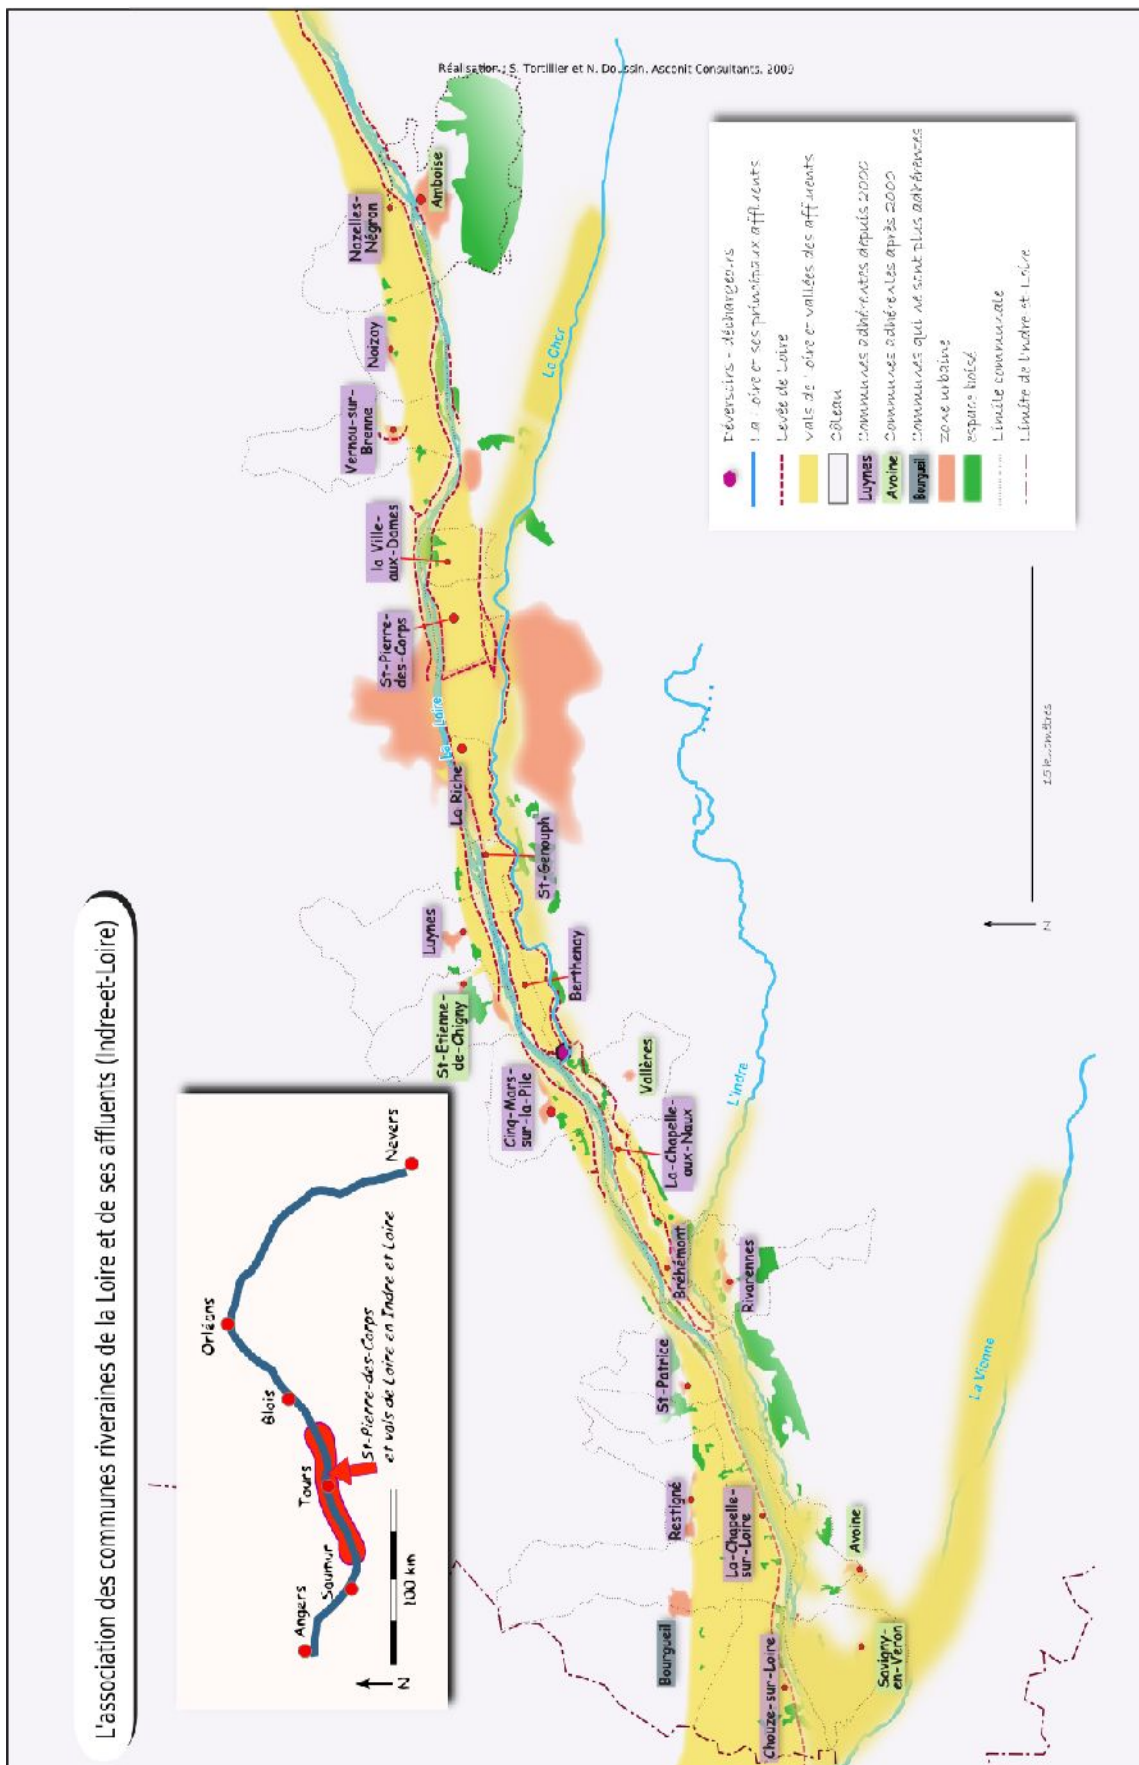 L'association des communes riveraines de la Loire et de ses affluents (Indre-et-Loire)
Angers
Saumur
Tours
Blois
Orléans
Nevers
St-Pierre-des-Corps
et vals de Loire en Indre et Loire
N
100 km
Bourgueil
Restigné
St-Patrice
Cinq-Mars-
sur-la-Pile
St-Etienne-
de-Chigny
Luynes
La Riche
La Loire
St-Pierre-
des-Corps
la Ville-
aux-Dames
Vernou-sur-
Brenne
Noizay
Nazelles-
Négron
Amboise
Chouze-sur-Loire
La-Chapelle-
sur-Loire
Bréhémont
La-Chapelle-
aux-Naux
Vallères
Berthenay
St-Genouph
Le Cher
Savigny-
en-Véron
Avoine
Rivarennes
L'indre
La Vienne
N
15 kilomètres
Déversoirs - déchargeoirs
La Loire et ses principaux affluents
Levée de Loire
vals de Loire et vallées des affluents
Côteau
Luynes Communes adhérentes depuis 2000
Avoine Communes adhérentes après 2000
Bourgueil Communes qui ne sont plus adhérentes
zone urbaine
espace boisé
Limite communale
Limite de l'Indre-et-Loire
Réalisation : S. Tortillier et N. Doussin, Asconit Consultants, 2009